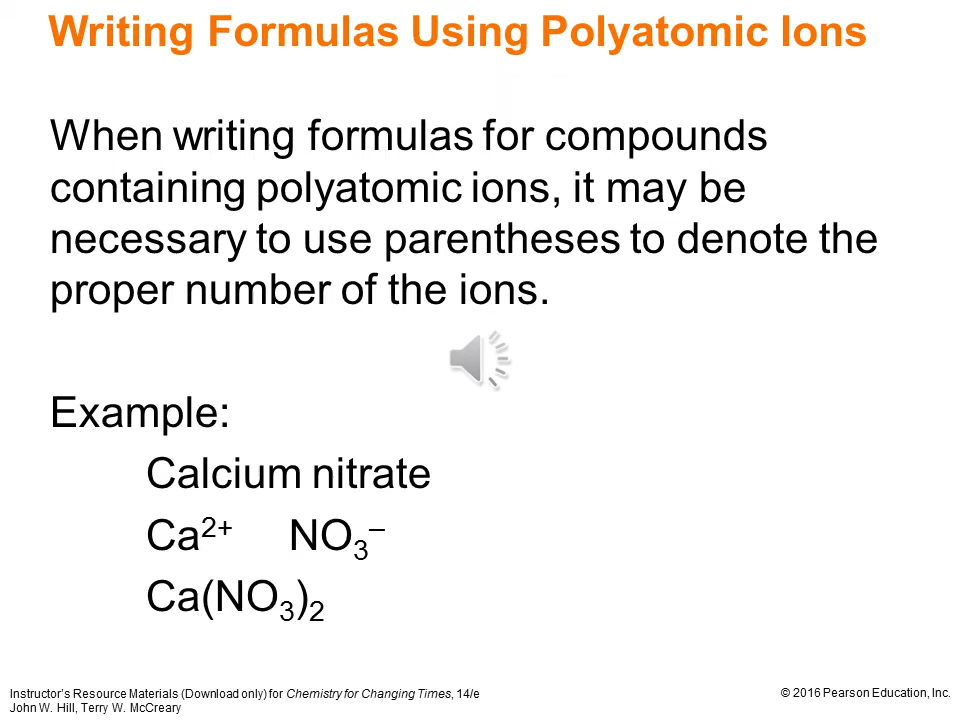 Writing Formulas Using Polyatomic Ions
When writing formulas for compounds
containing polyatomic ions, it may be
necessary to use parentheses to denote the
proper number of the ions.
Example:
Calcium nitrate
Ca²⁺ NO₃⁻
Ca(NO₃)₂
Instructor’s Resource Materials (Download only) for Chemistry for Changing Times, 14/e
John W. Hill, Terry W. McCreary
© 2016 Pearson Education, Inc.